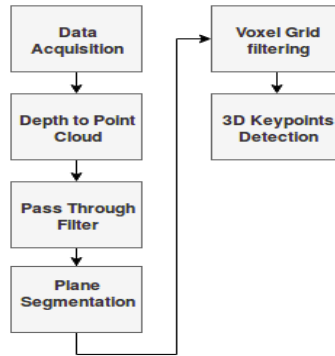 Data
Acquisition
Depth to Point
Cloud
Pass Through
Filter
Plane
Segmentation
Voxel Grid
filtering
3D Keypoints
Detection